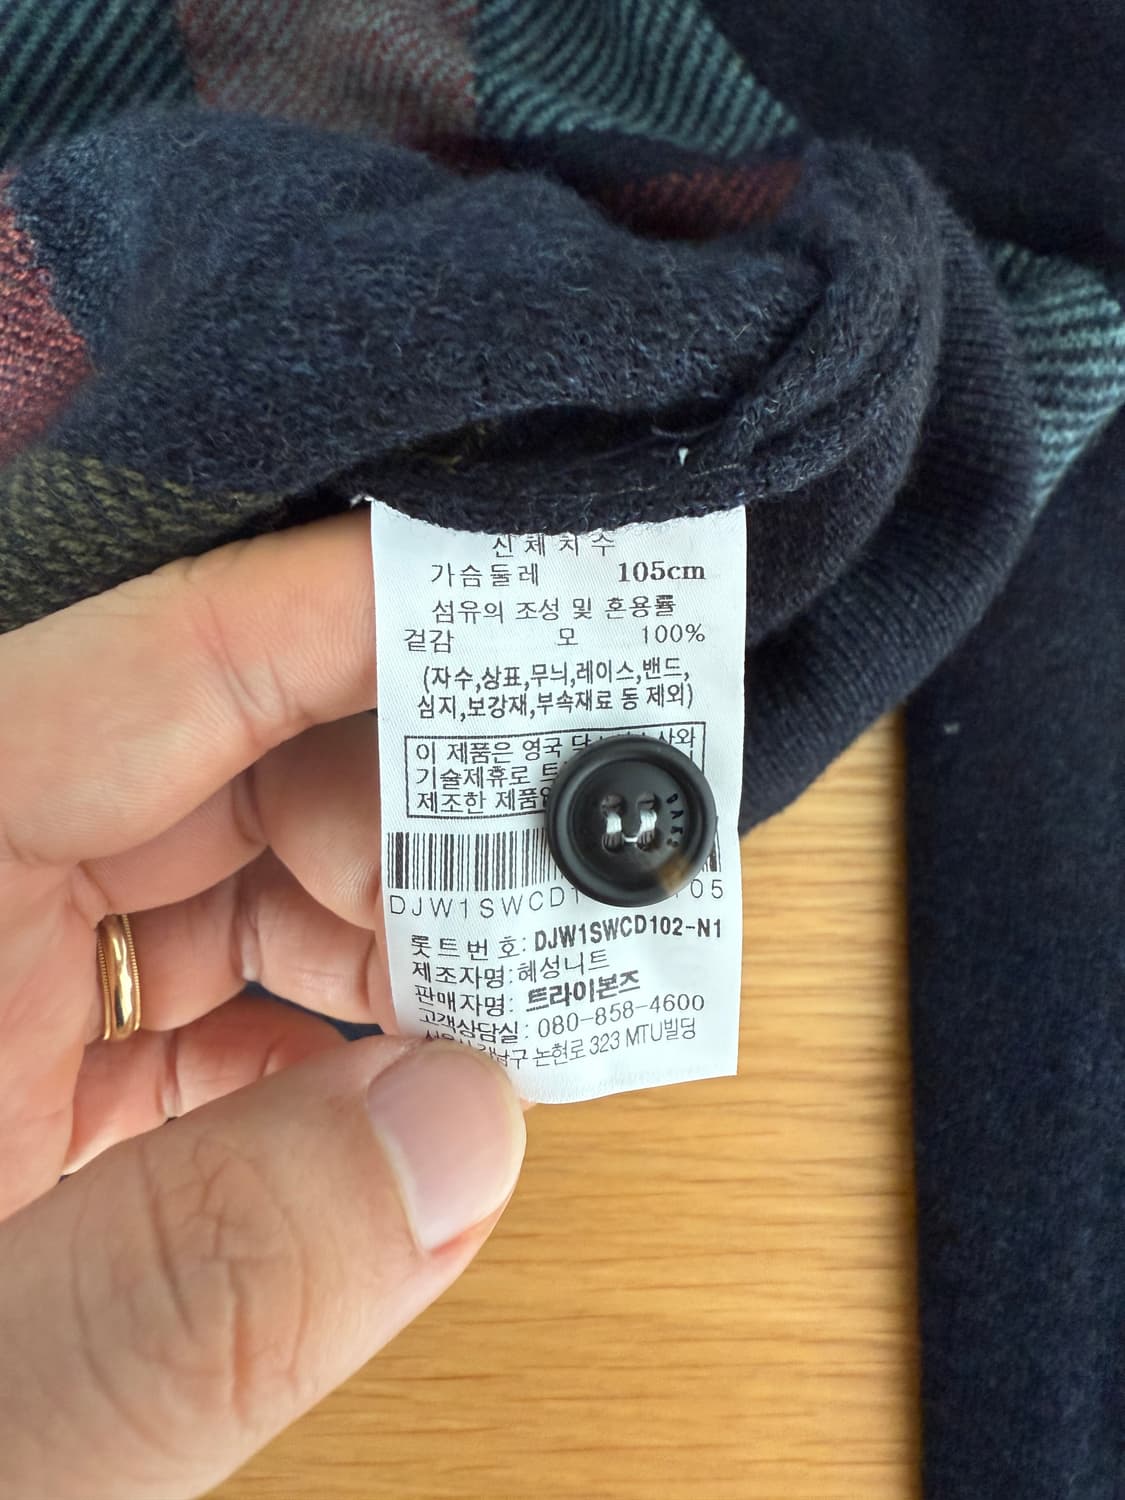 신체치수
가슴둘레 105cm
섬유의 조성 및 혼용률
겉감 모 100%
(자수,상표,무늬,레이스,밴드,
심지,보강재,부속재료 동 제외)
이 제품은 영국
기술제휴로
제조한 제품
DJW1SWCD1 05
롯트번호: DJW1SWCD102-N1
제조자명:혜성니트
판매자명: 트라이본즈
고객상담실: 080-858-4600
논현로 323 MTU빌딩
DAKS